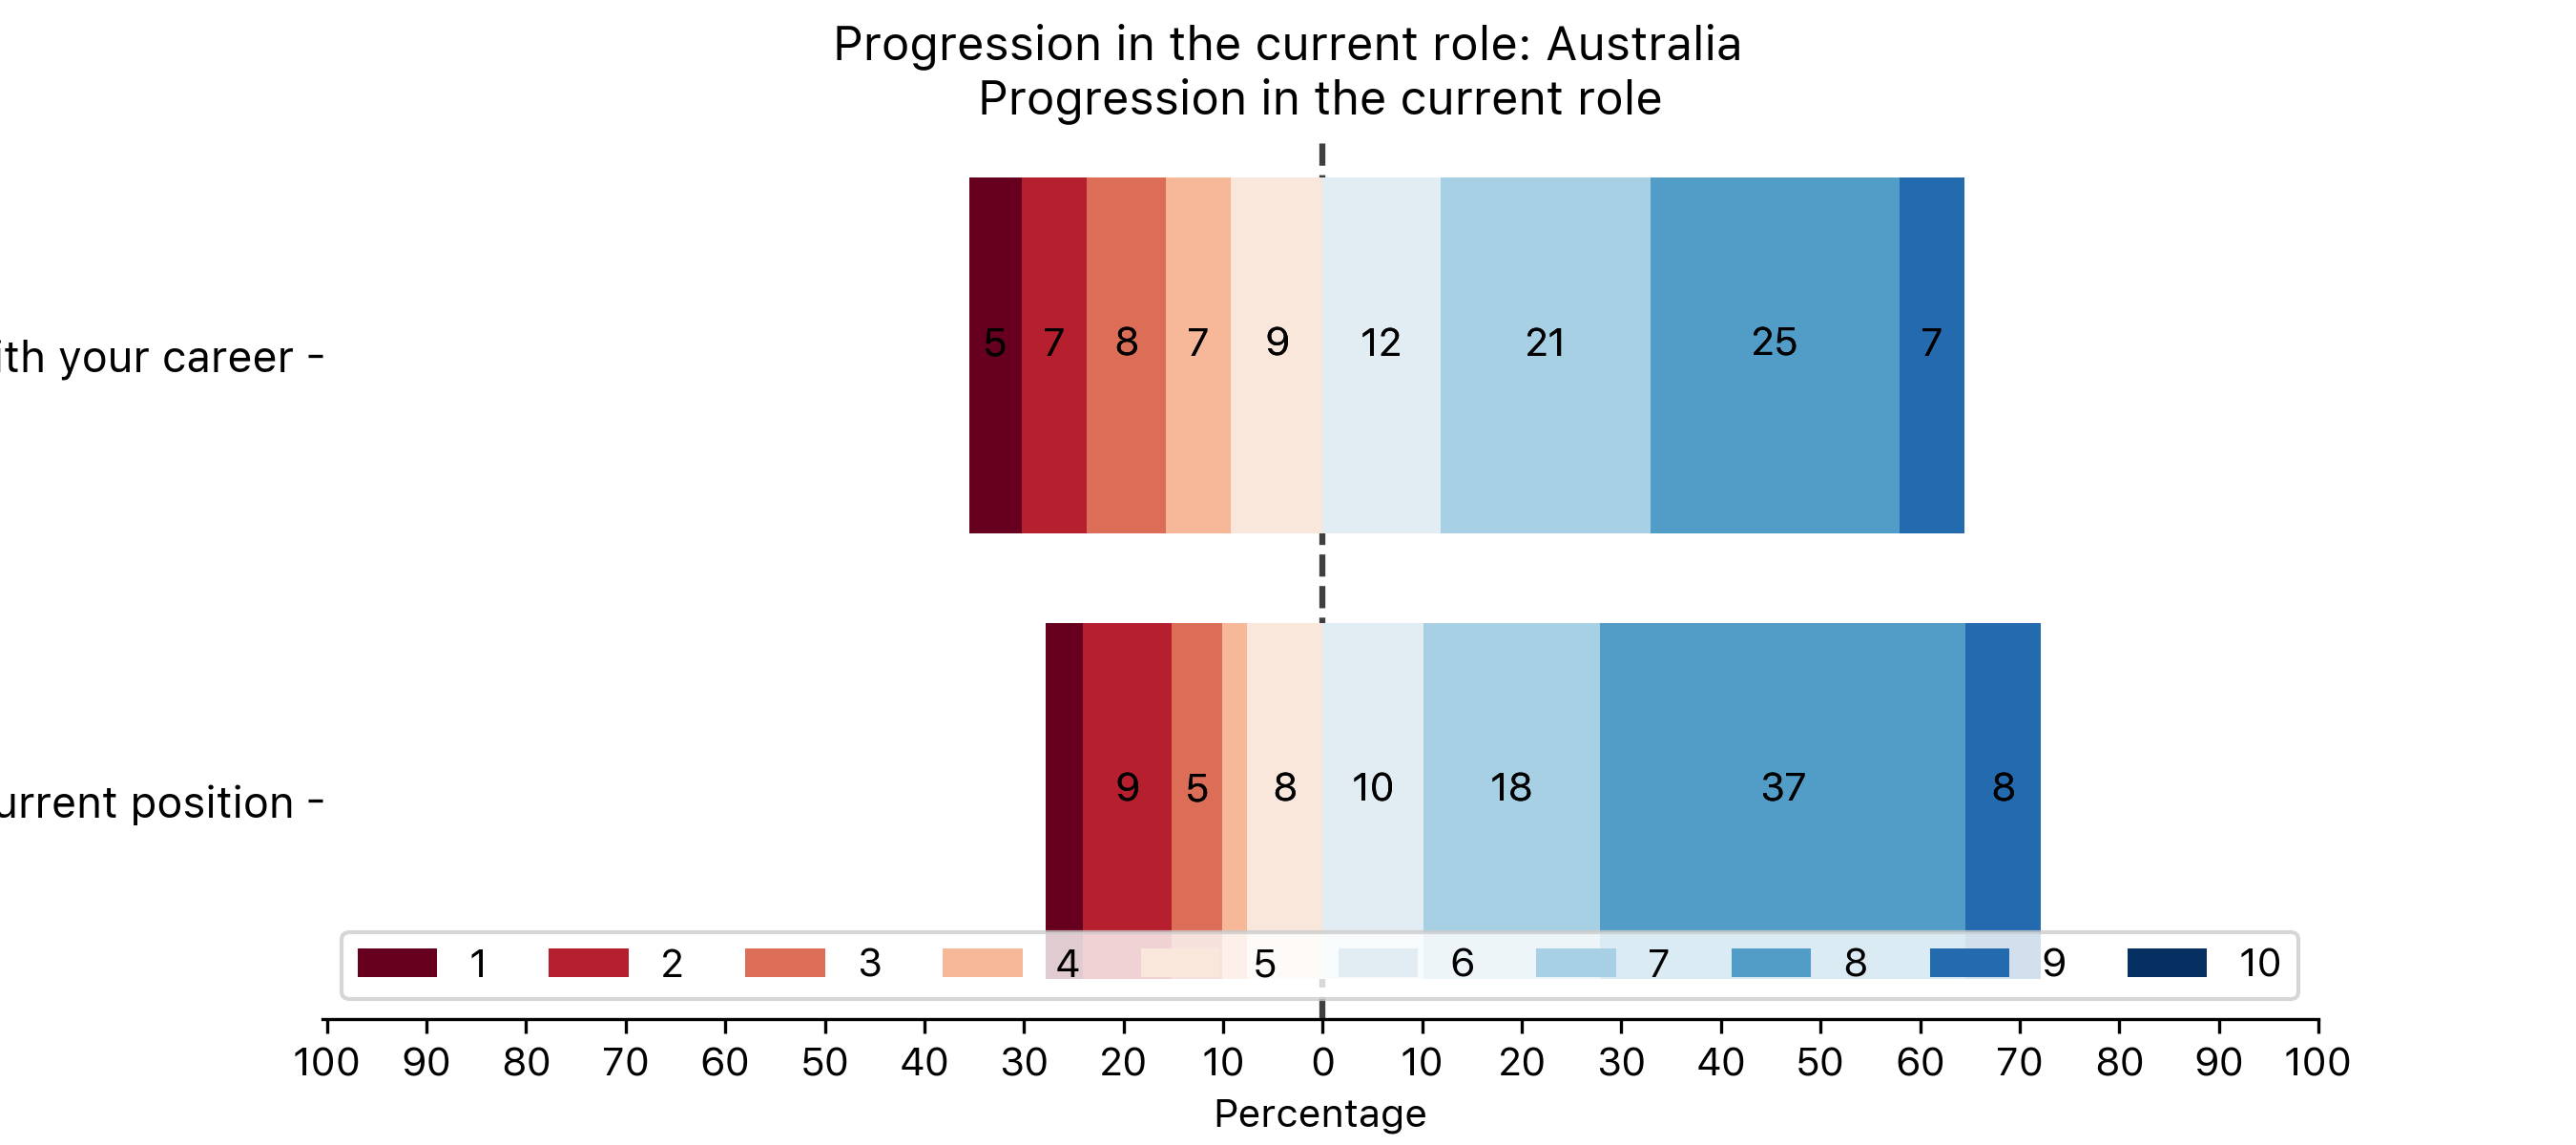 Progression in the current role: Australia
Progression in the current role
ith your career
5 7 8 7 9 12 21 25 7
urrent position
9 5 8 10 18 37 8
1 2 3 4 5 6 7 8 9 10
100 90 80 70 60 50 40 30 20 10 0 10 20 30 40 50 60 70 80 90 100
Percentage